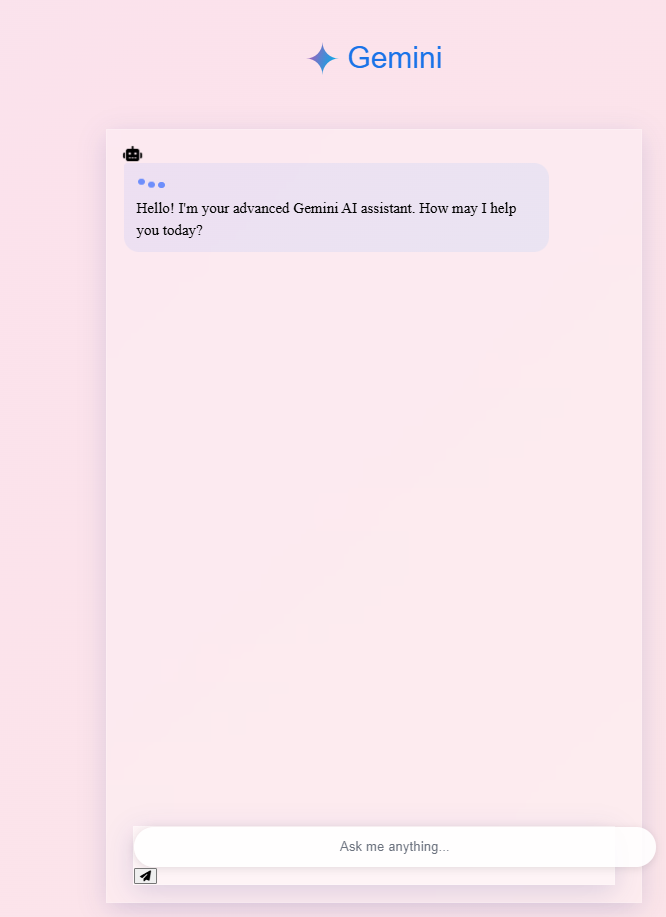 Gemini
Hello! I'm your advanced Gemini AI assistant. How may I help
you today?
Ask me anything...